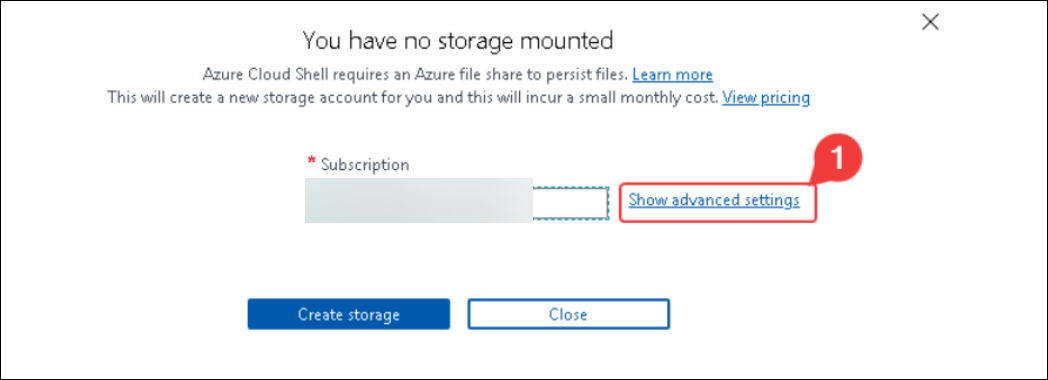 You have no storage mounted
Azure Cloud Shell requires an Azure file share to persist files. Learn more
This will create a new storage account for you and this will incur a small monthly cost. View pricing
* Subscription
1
Show advanced settings
Create storage
Close